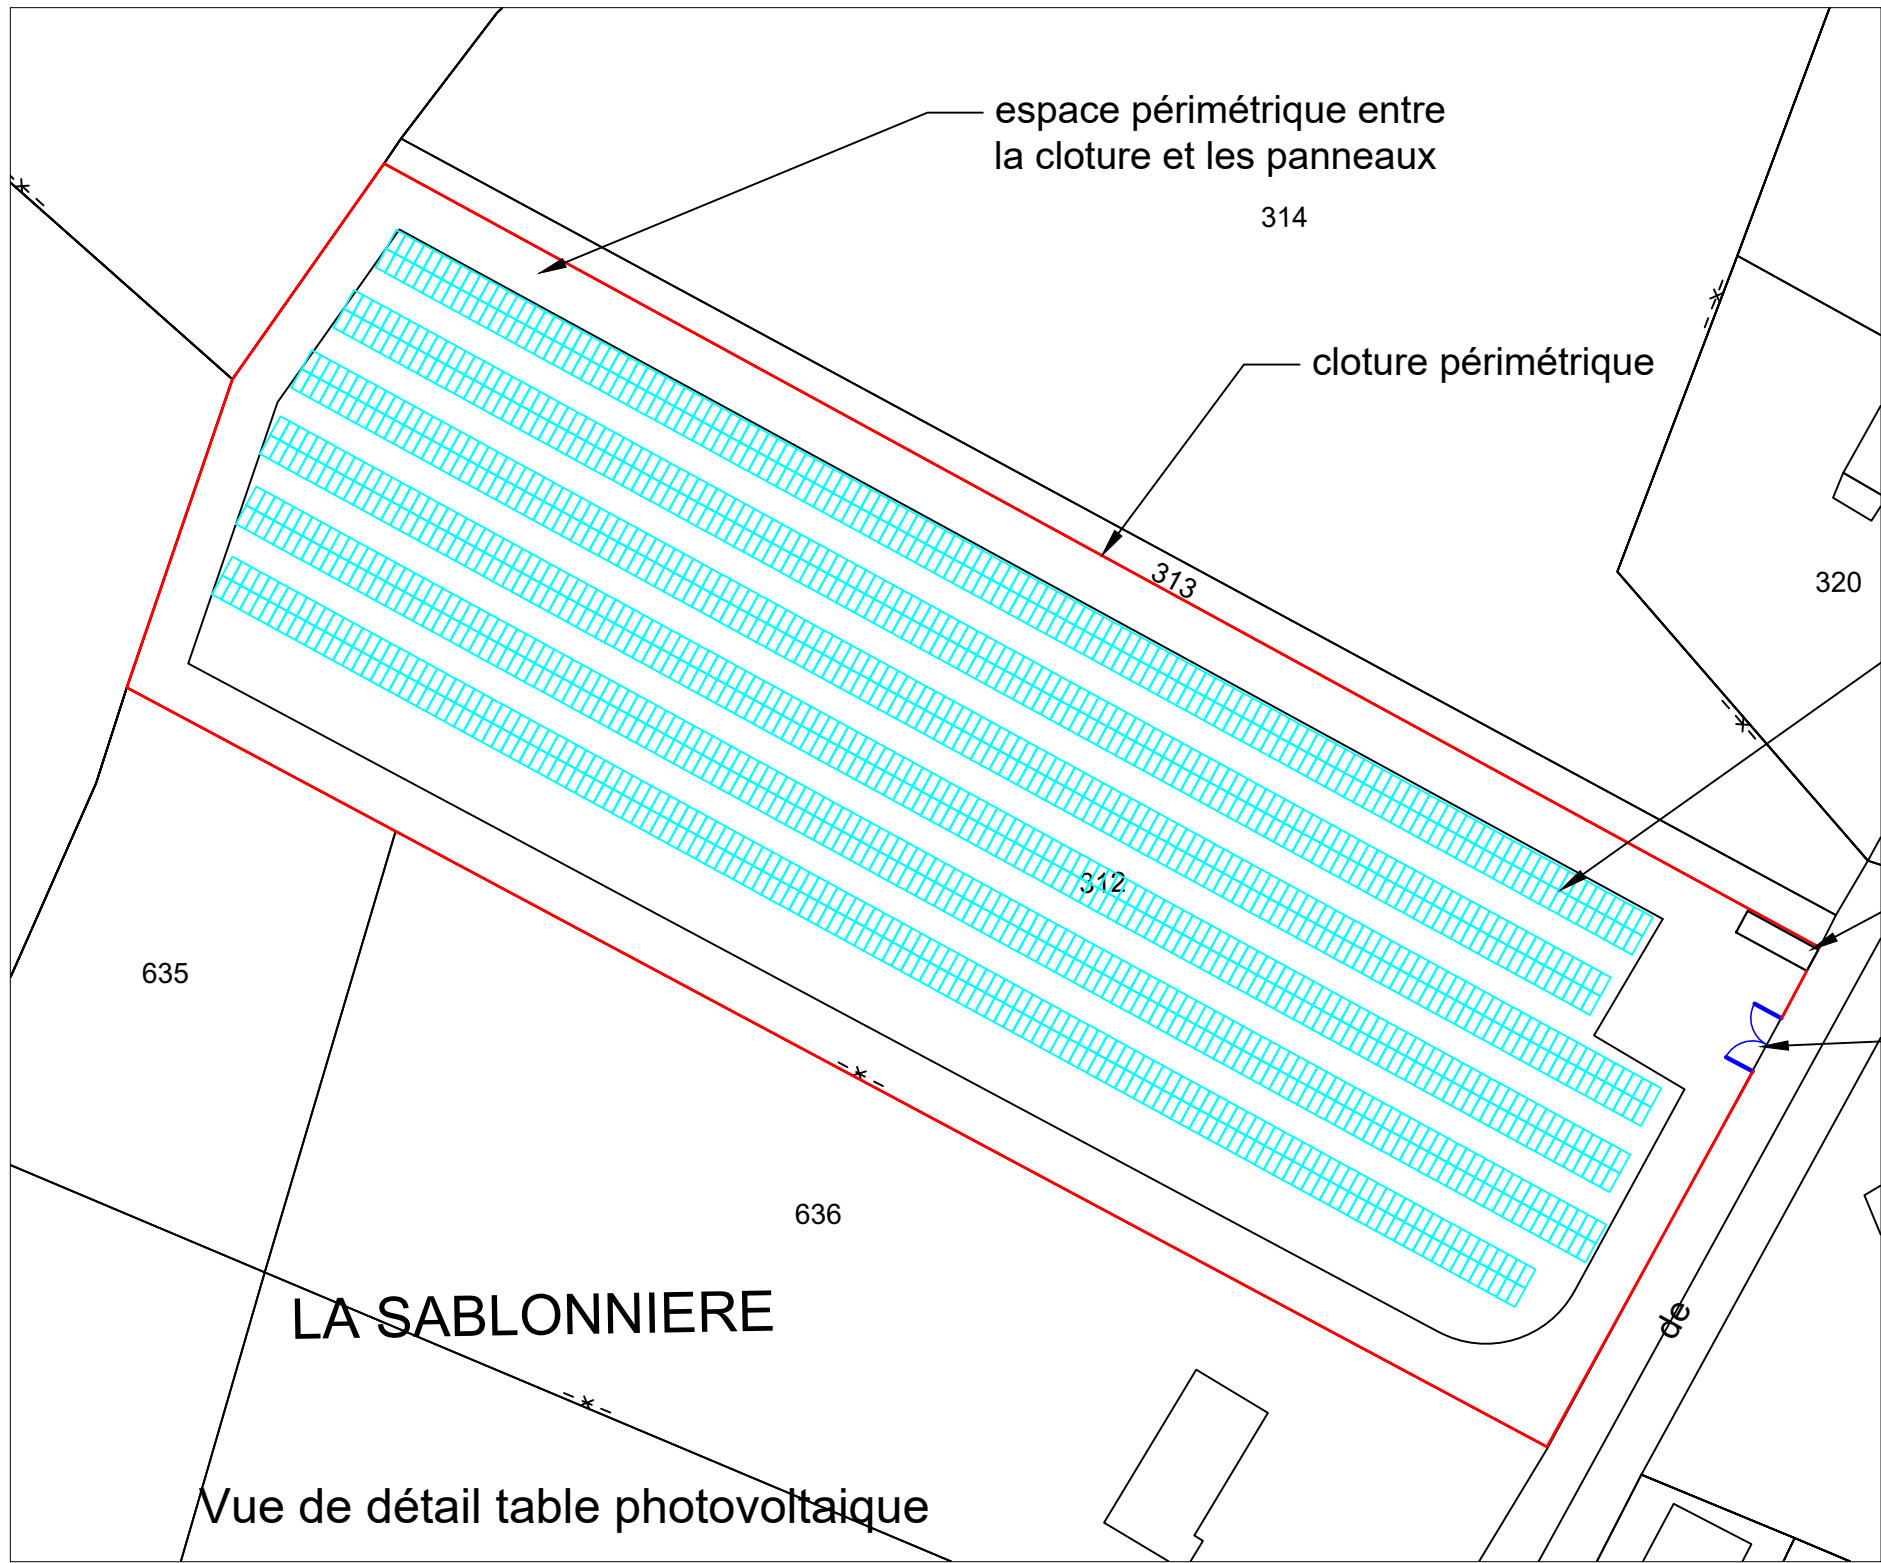 espace périmétrique entre
la cloture et les panneaux
314
cloture périmétrique
313
320
312
635
636
LA SABLONNIERE
de
Vue de détail table photovoltaique